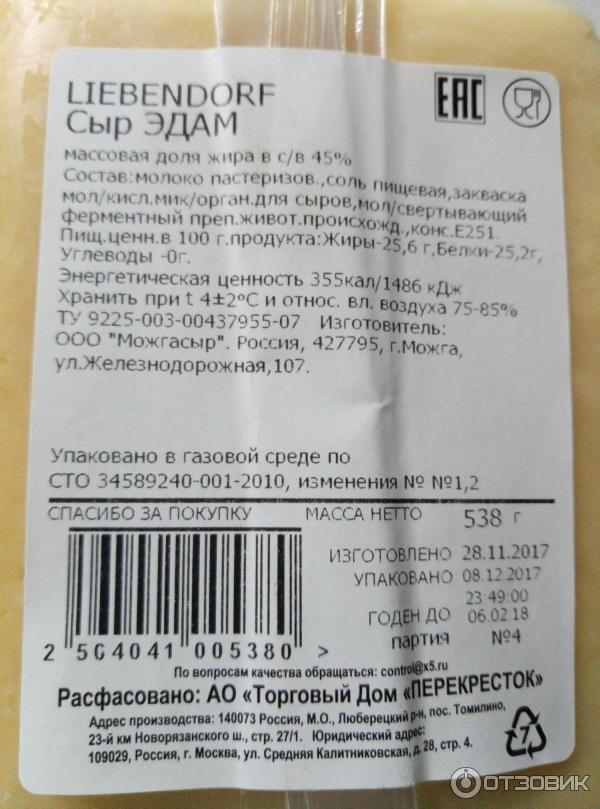 LIEBENDORF
Сыр ЭДАМ
EAC
массовая доля жира в с/в 45%
Состав:молоко пастеризов.,соль пищевая,закваска
мол/кисл.мик/орган.для сыров,мол/свертывающий
ферментный преп.живот.происхожд.,конс.Е251.
Пищ.ценн.в 100 г.продукта:Жиры-25,6 г,Белки-25,2г,
Углеводы -0г.
Энергетическая ценность 355кал/1486 кДж
Хранить при t 4±2°C и относ. вл. воздуха 75-85%
ТУ 9225-003-00437955-07 Изготовитель:
ООО "Можгасыр". Россия, 427795, г.Можга,
ул.Железнодорожная,107.
Упаковано в газовой среде по
СТО 34589240-001-2010, изменения № №1,2
СПАСИБО ЗА ПОКУПКУ МАССА НЕТТО 538 г
ИЗГОТОВЛЕНО 28.11.2017
УПАКОВАНО 08.12.2017
23:49:00
ГОДЕН ДО 06.02.18
партия №4
2 504041 005380 >
По вопросам качества обращаться: control@x5.ru
Расфасовано: АО «Торговый Дом «ПЕРЕКРЕСТОК»
Адрес производства: 140073 Россия, М.О., Люберецкий р-н, пос. Томилино,
23-й км Новорязанского ш., стр. 27/1. Юридический адрес:
109029, Россия, г. Москва, ул. Средняя Калитниковская, д. 28, стр. 4.
7
ОТЗОВИК